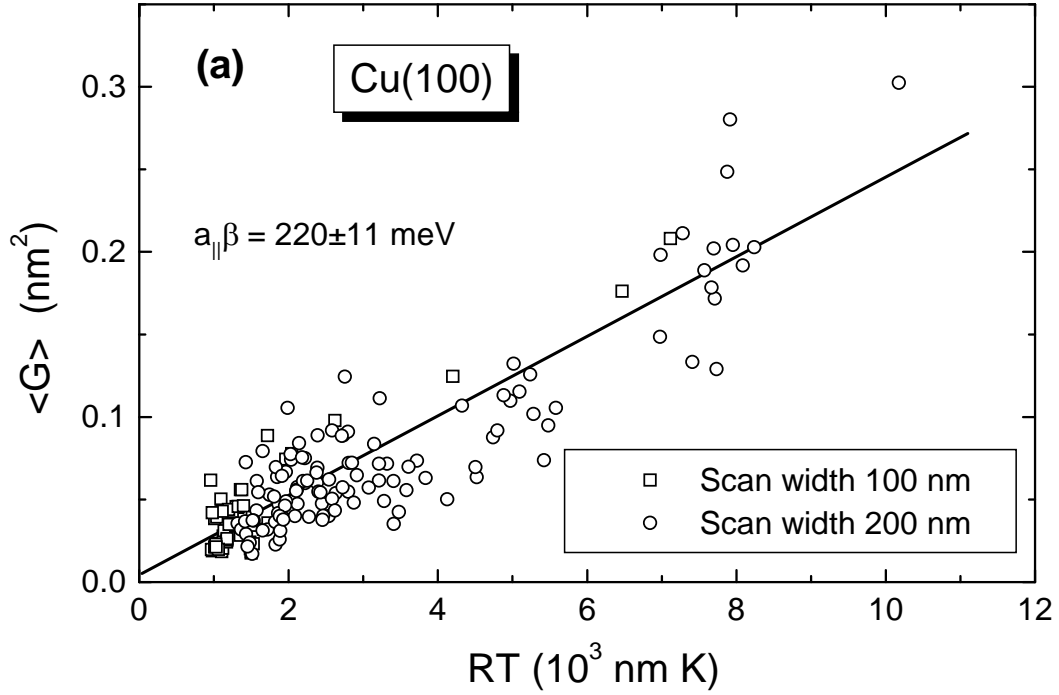 (a)
Cu(100)
a||β = 220±11 meV
<G> (nm²)
0.3
0.2
0.1
0.0
Scan width 100 nm
Scan width 200 nm
0 2 4 6 8 10 12
RT (10³ nm K)